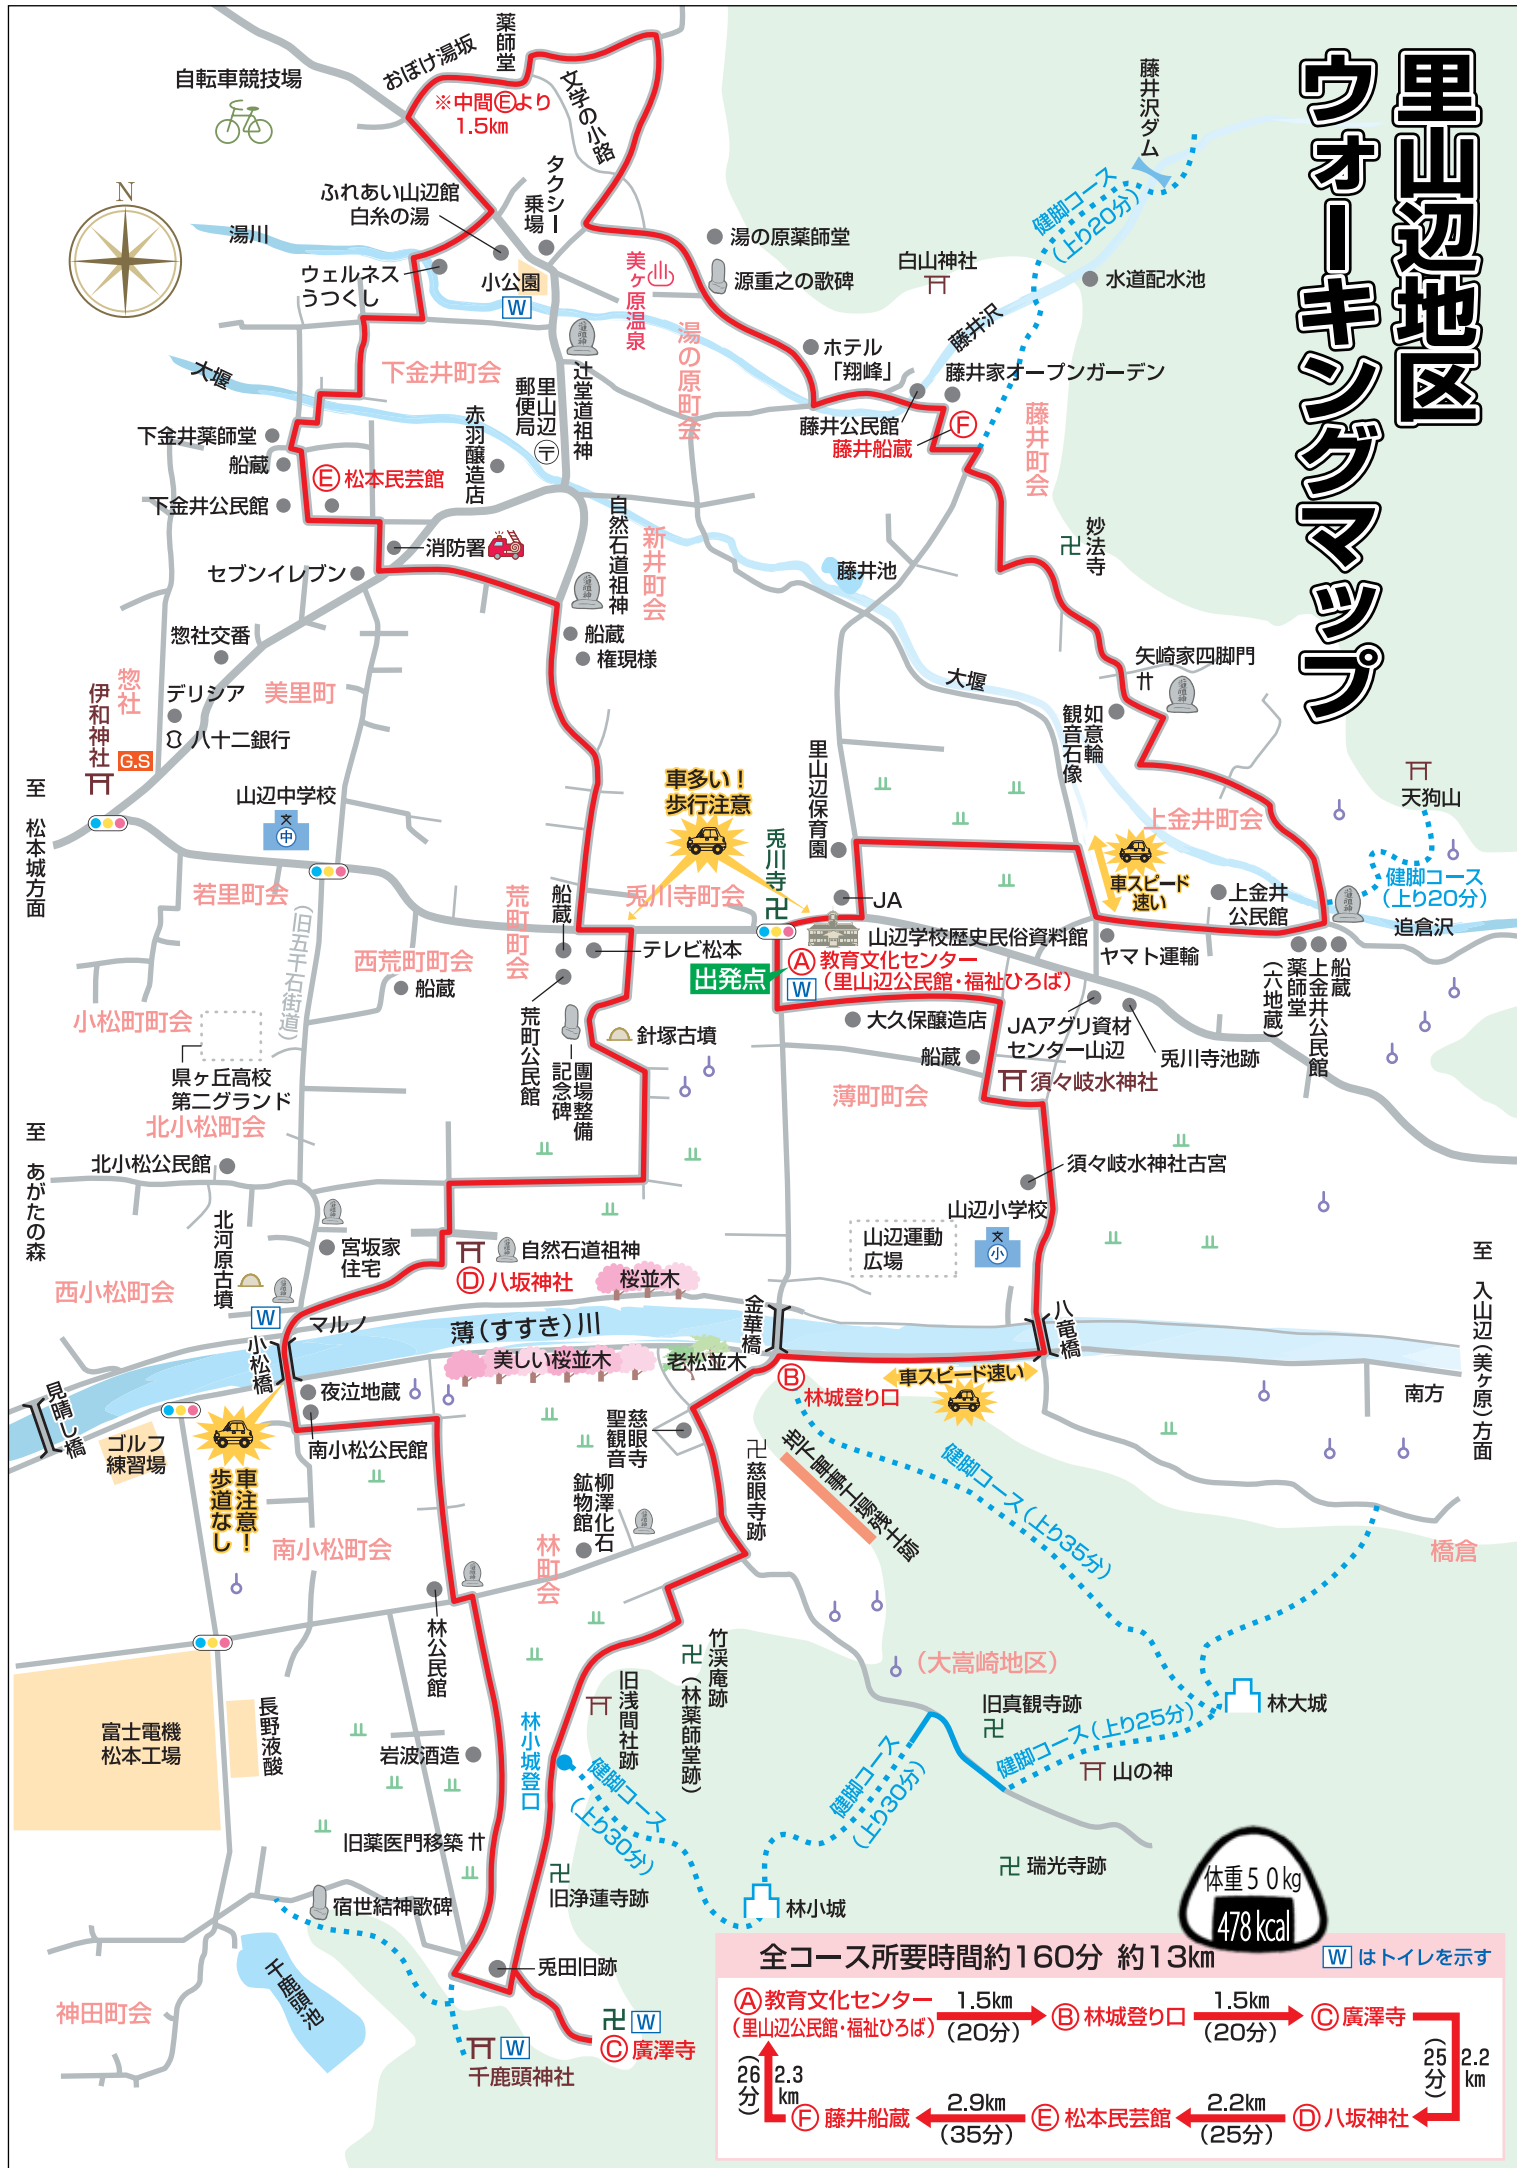 里山辺地区
ウォーキングマップ
自転車競技場
おぼけ湯坂
薬師堂
※中間Ⓔより
1.5km
文学の小路
タクシー
乗場
ふれあい山辺館
白糸の湯
N
湯川
ウェルネス
うつくし
小公園
W
美ヶ原温泉
湯の原薬師堂
源重之の歌碑
湯の原町会
白山神社
藤井沢ダム
健脚コース
(上り20分)
水道配水池
藤井沢
ホテル
「翔峰」
藤井家オープンガーデン
藤井公民館
藤井船蔵
Ⓕ
藤井町会
大堰
下金井町会
里山辺
郵便局
辻堂道祖神
赤羽醸造店
下金井薬師堂
船蔵
Ⓔ 松本民芸館
下金井公民館
消防署
セブンイレブン
自然石道祖神
新井町会
藤井池
妙法寺
船蔵
権現様
惣社交番
惣社
伊和神社
デリシア
八十二銀行
G.S
美里町
矢崎家四脚門
大堰
如意輪
観音石像
至 松本城方面
山辺中学校
文
中
里山辺保育園
車多い!
歩行注意
兎川寺
兎川寺町会
上金井町会
天狗山
車スピード
速い
健脚コース
(上り20分)
上金井
公民館
追倉沢
若里町会
(旧五千石街道)
荒町町会
船蔵
JA
山辺学校歴史民俗資料館
Ⓐ 教育文化センター
(里山辺公民館・福祉ひろば)
出発点
W
テレビ松本
ヤマト運輸
西荒町町会
船蔵
小松町町会
県ヶ丘高校
第二グランド
荒町公民館
圃場整備
記念碑
針塚古墳
大久保醸造店
船蔵
JAアグリ資材
センター山辺
兎川寺池跡
船蔵
上金井公民館
薬師堂
(六地蔵)
須々岐水神社
薄町町会
北小松町会
至 あがたの森
北小松公民館
須々岐水神社古宮
山辺小学校
文
小
山辺運動
広場
北河原古墳
宮坂家
住宅
自然石道祖神
Ⓓ 八坂神社
桜並木
西小松町会
W
マルノ
小松橋
薄(すすき)川
金華橋
八竜橋
至 入山辺(美ヶ原)方面
美しい桜並木
老松並木
車スピード速い
Ⓑ
林城登り口
南方
見晴し橋
夜泣地蔵
南小松公民館
ゴルフ
練習場
車注意!
歩道なし
慈眼寺
聖観音
卍慈眼寺跡
地下軍事工場残土跡
健脚コース(上り35分)
柳澤化石
鉱物館
南小松町会
林町会
橋倉
林公民館
竹渓庵跡
(林薬師堂跡)
旧浅間社跡
(大嵩崎地区)
旧真観寺跡
林大城
健脚コース(上り25分)
山の神
富士電機
松本工場
長野液酸
岩波酒造
林小城登口
健脚コース
(上り30分)
健脚コース
(上り30分)
旧薬医門移築
旧浄蓮寺跡
卍 瑞光寺跡
林小城
宿世結神歌碑
千鹿頭池
兎田旧跡
神田町会
卍 W
Ⓒ 廣澤寺
W
千鹿頭神社
体重50kg
478kcal
全コース所要時間約160分 約13km
W はトイレを示す
Ⓐ 教育文化センター
(里山辺公民館・福祉ひろば)
1.5km
(20分)
Ⓑ 林城登り口
1.5km
(20分)
Ⓒ 廣澤寺
2.2
km
(25分)
Ⓓ 八坂神社
2.2km
(25分)
Ⓔ 松本民芸館
2.9km
(35分)
Ⓕ 藤井船蔵
2.3
km
(26分)